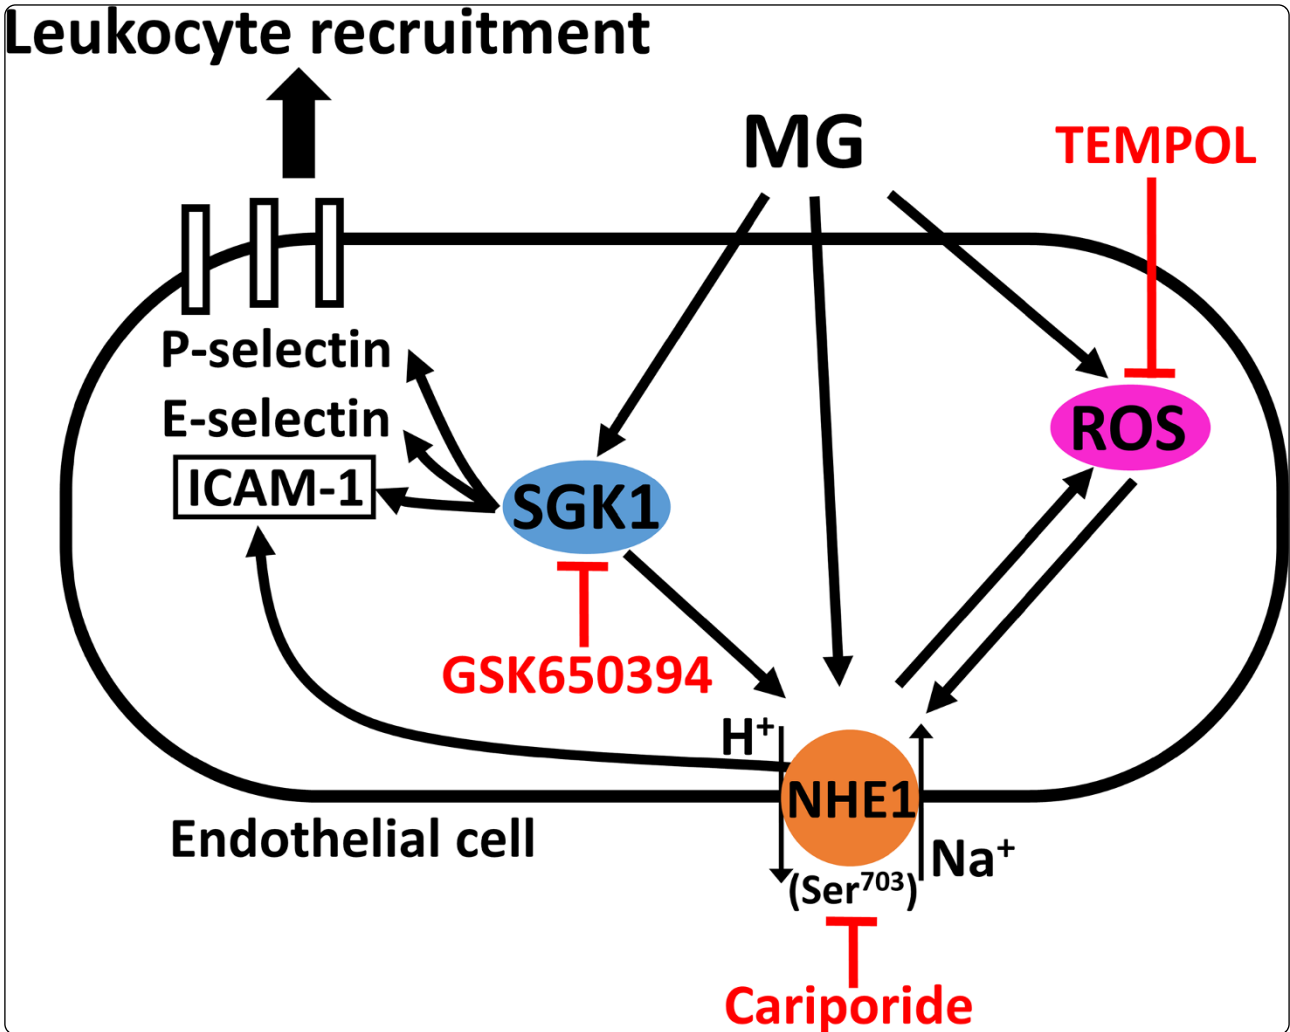 Leukocyte recruitment
MG
TEMPOL
P-selectin
E-selectin
ICAM-1
SGK1
ROS
GSK650394
H⁺
NHE1
Endothelial cell
Na⁺
(Ser⁷⁰³)
Cariporide